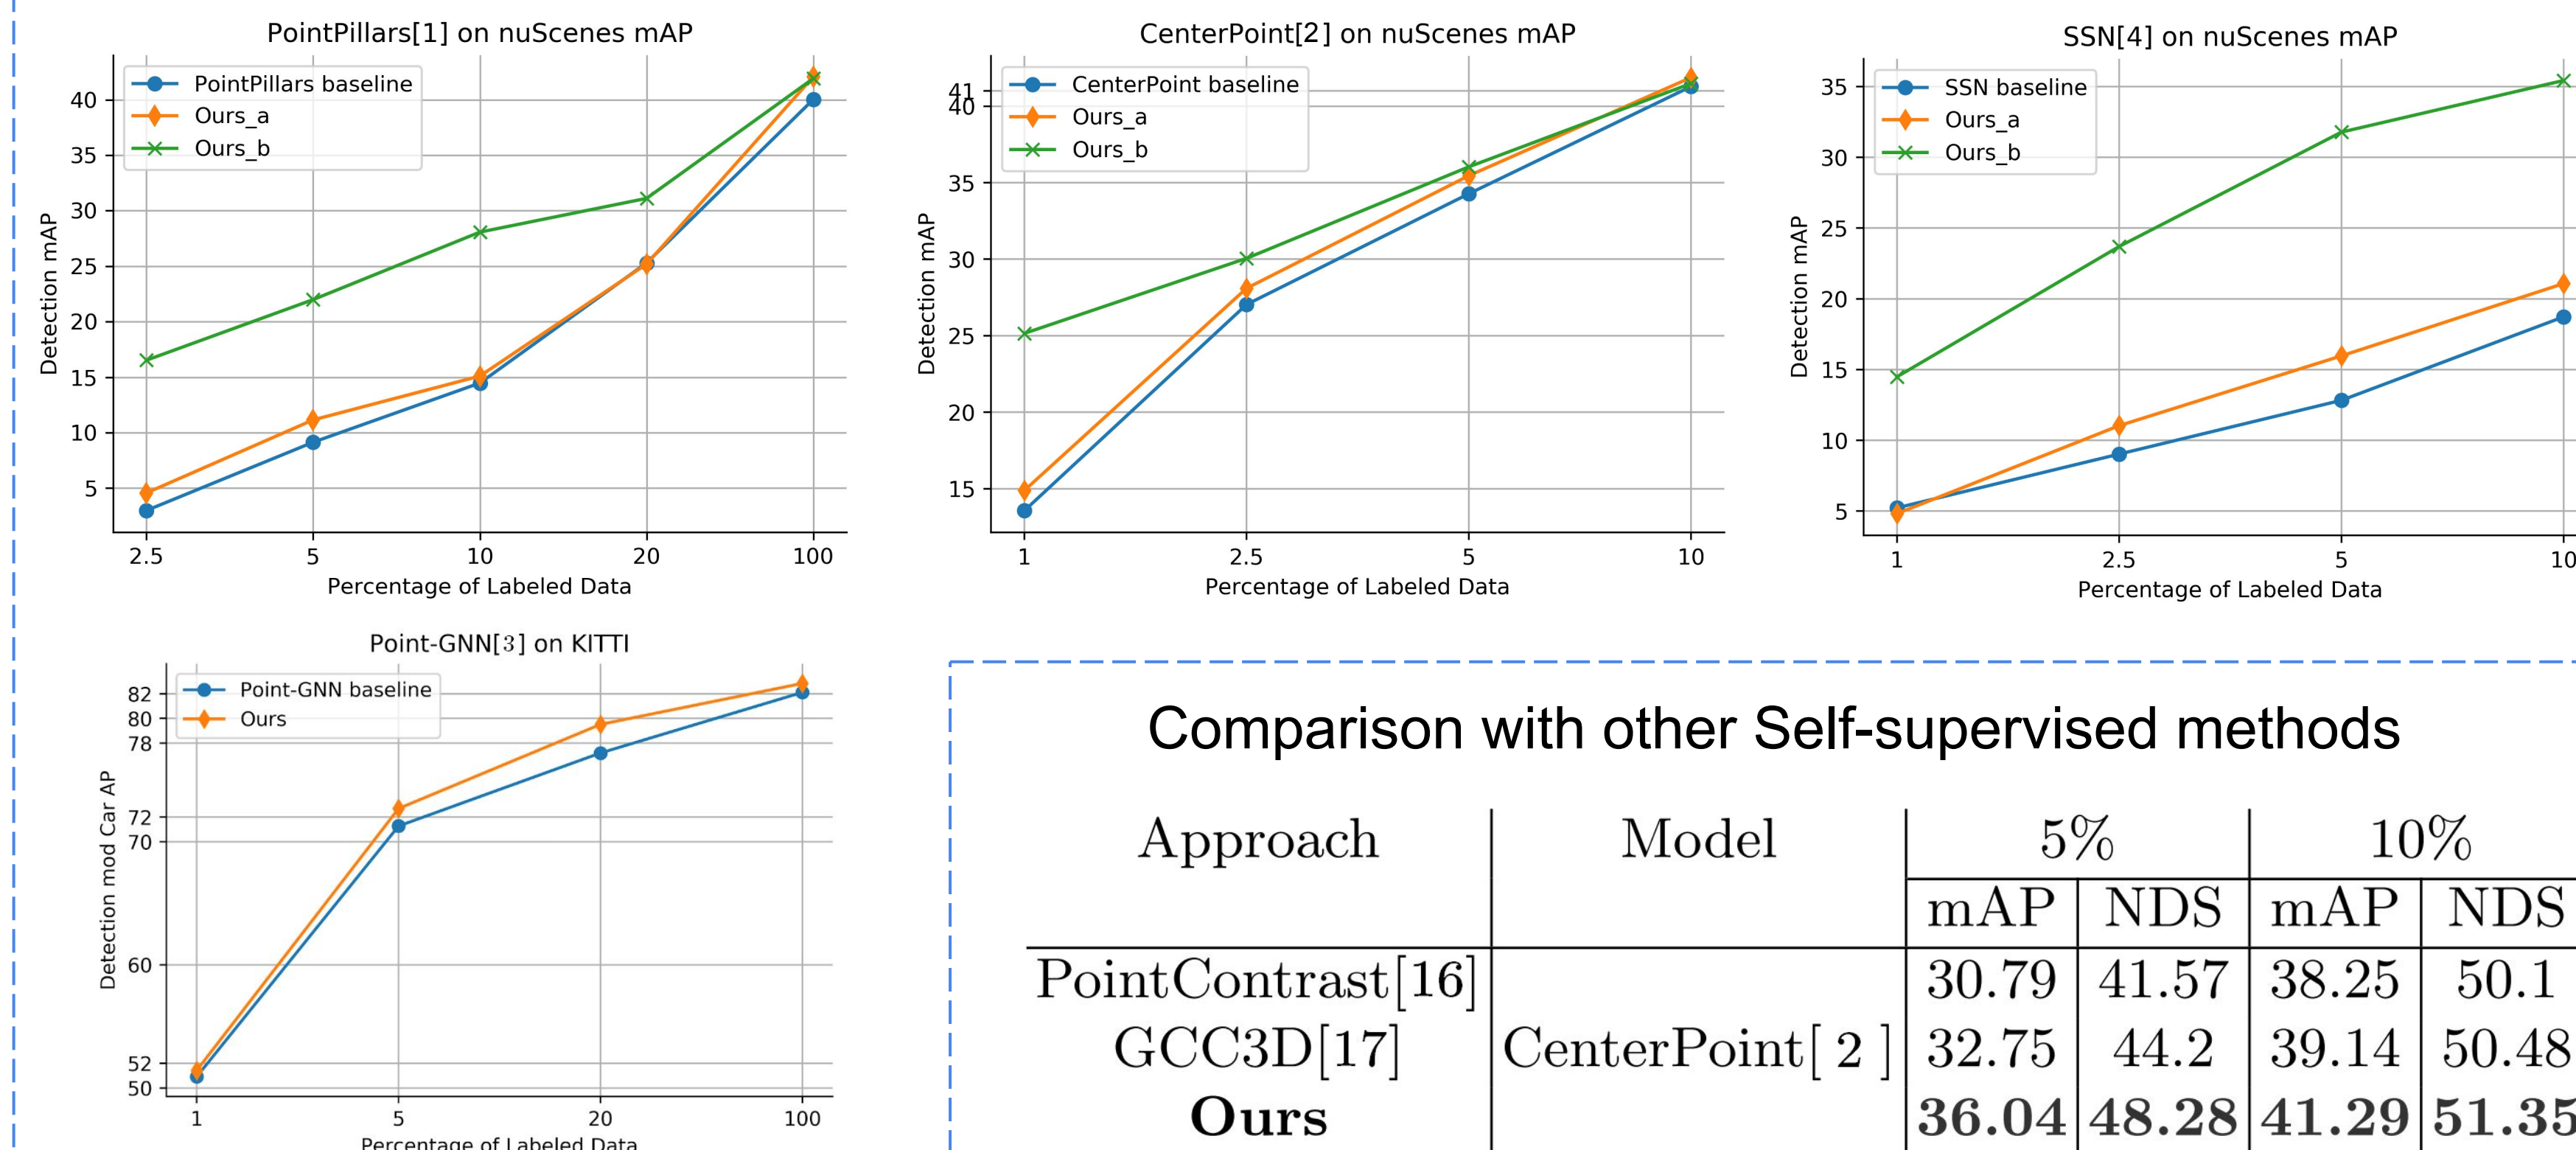 PointPillars[1] on nuScenes mAP
PointPillars baseline
Ours_a
Ours_b
40
35
30
25
20
15
10
5
Detection mAP
2.5 5 10 20 100
Percentage of Labeled Data
CenterPoint[2] on nuScenes mAP
CenterPoint baseline
Ours_a
Ours_b
41
40
35
30
25
20
15
Detection mAP
1 2.5 5 10
Percentage of Labeled Data
SSN[4] on nuScenes mAP
SSN baseline
Ours_a
Ours_b
35
30
25
20
15
10
5
Detection mAP
1 2.5 5 10
Percentage of Labeled Data
Point-GNN[3] on KITTI
Point-GNN baseline
Ours
82
80
78
72
70
60
52
50
Detection mod Car AP
1 5 20 100
Percentage of Labeled Data
Comparison with other Self-supervised methods
Approach Model 5% 10%
mAP NDS mAP NDS
PointContrast[16] 30.79 41.57 38.25 50.1
GCC3D[17] CenterPoint[ 2 ] 32.75 44.2 39.14 50.48
Ours 36.04 48.28 41.29 51.35